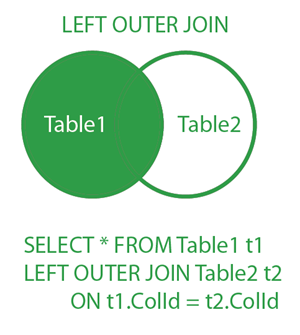 LEFT OUTER JOIN
Table1 Table2
SELECT * FROM Table1 t1
LEFT OUTER JOIN Table2 t2
ON t1.ColId = t2.ColId